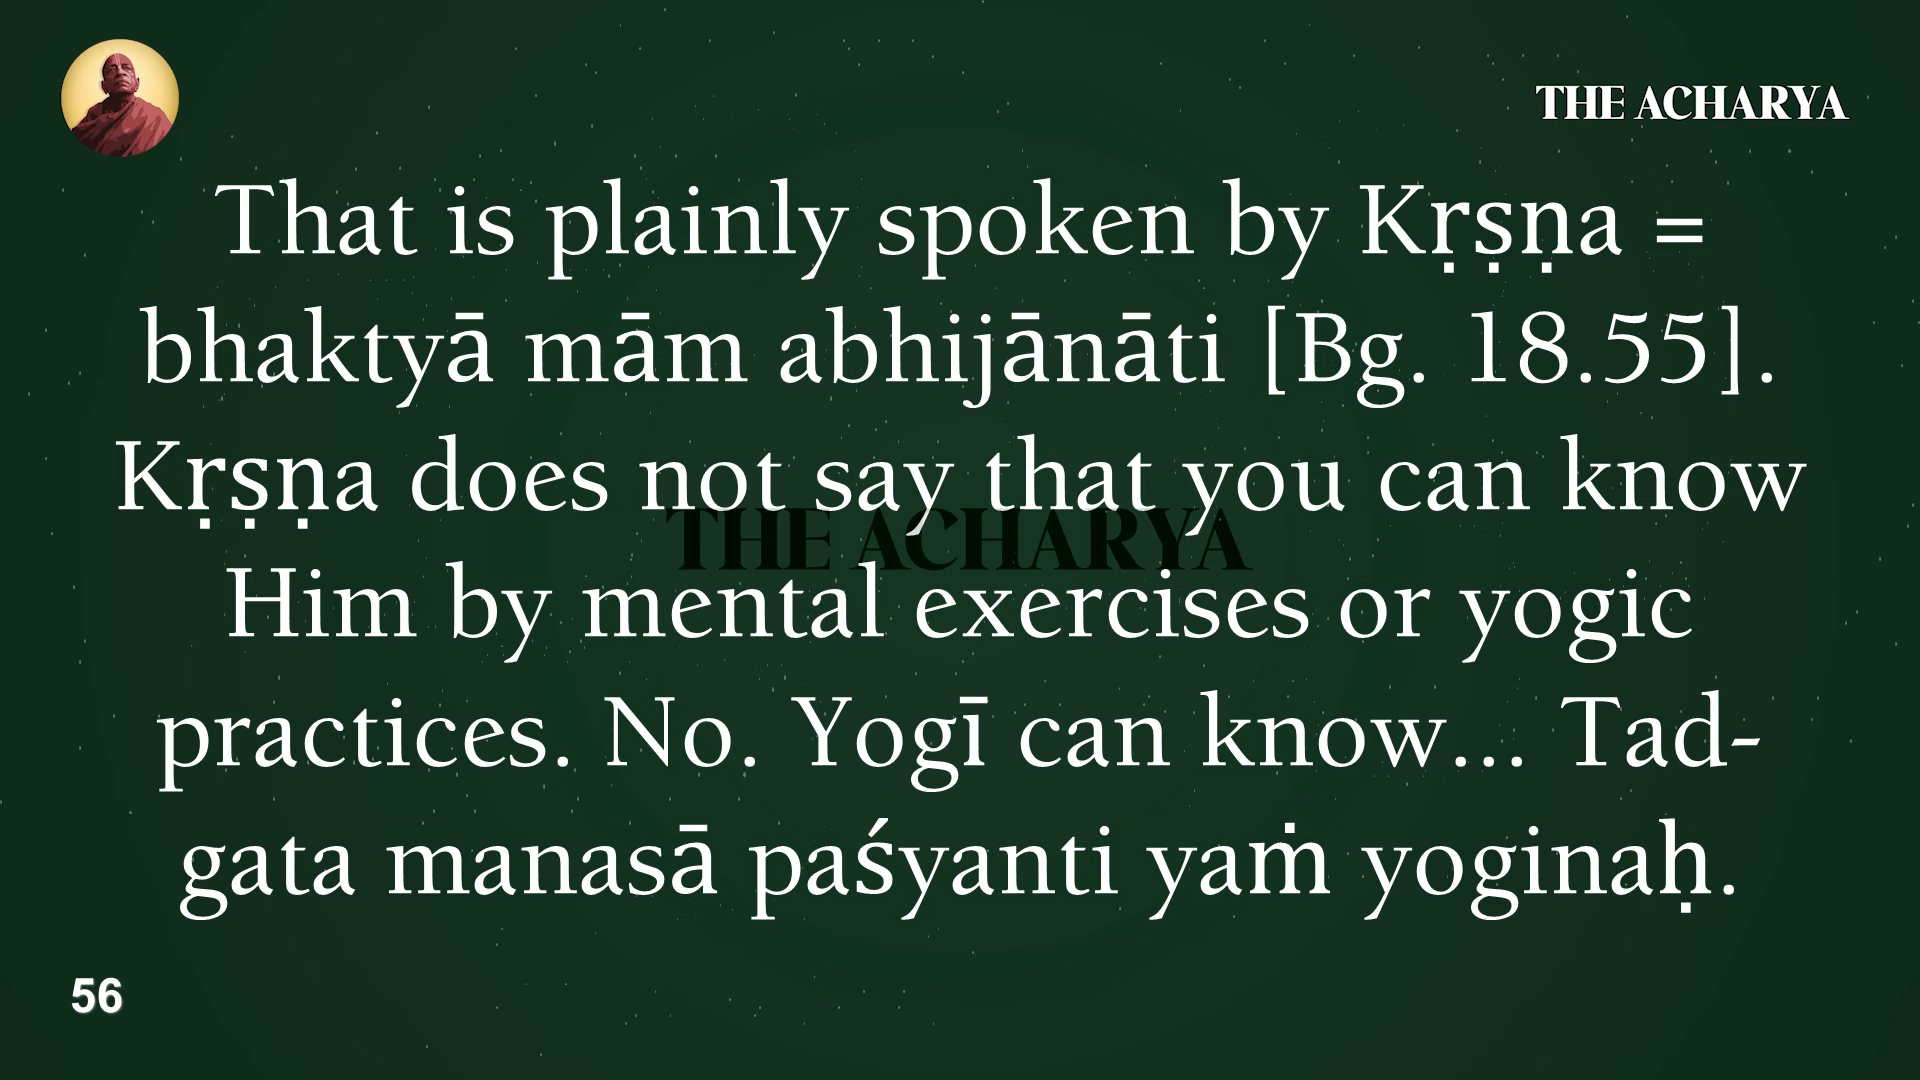 THE ACHARYA
That is plainly spoken by Kṛṣṇa =
bhaktyā mām abhijānāti [Bg. 18.55].
Kṛṣṇa does not say that you can know
THE ACHARYA
Him by mental exercises or yogic
practices. No. Yogī can know... Tad-
gata manasā paśyanti yaṁ yoginaḥ.
56